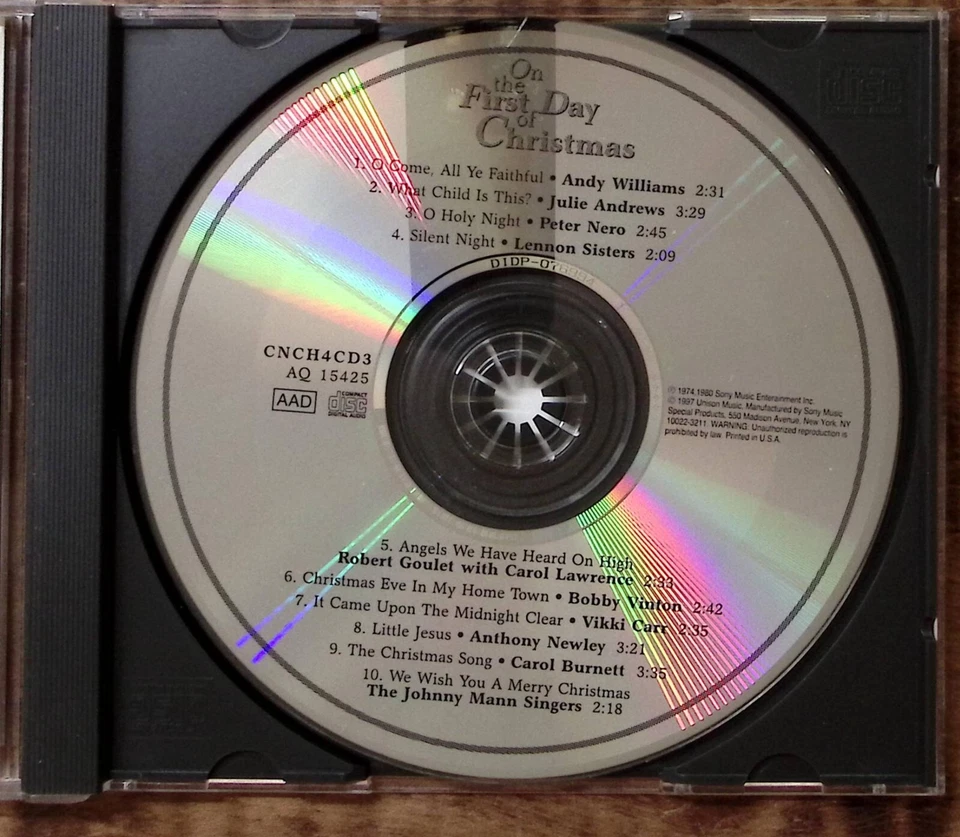 On
the
First Day
of
Christmas
1. O Come, All Ye Faithful • Andy Williams 2:31
2. What Child Is This? • Julie Andrews 3:29
3. O Holy Night • Peter Nero 2:45
4. Silent Night • Lennon Sisters 2:09
CNCH4CD3
AQ 15425
AAD
COMPACT
disc
DIGITAL AUDIO
℗ 1974,1980 Sony Music Enterainment Inc.
© 1997 Unison Music. Manufactured by Sony Music
Special Products, 550 Madison Avenue, New York, NY
10022-3211. WARNING: Unauthorized reproduction is
prohibited by law. Printed in U.S.A.
5. Angels We Have Heard On High
Robert Goulet with Carol Lawrence 2:33
6. Christmas Eve In My Home Town • Bobby Vinton 2:42
7. It Came Upon The Midnight Clear • Vikki Carr 2:35
8. Little Jesus • Anthony Newley 3:21
9. The Christmas Song • Carol Burnett 3:35
10. We Wish You A Merry Christmas
The Johnny Mann Singers 2:18